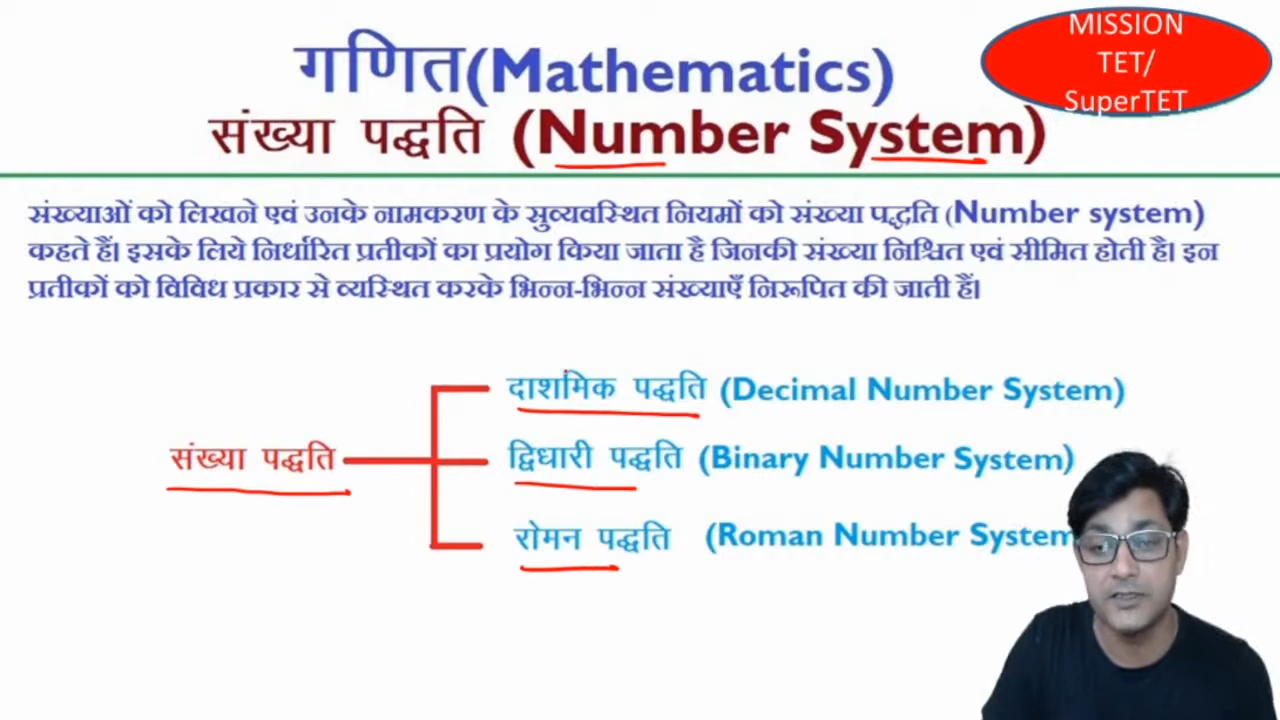 गणित(Mathematics)
MISSION
TET/
SuperTET
संख्या पद्धति (Number System)
संख्याओं को लिखने एवं उनके नामकरण के सुव्यवस्थित नियमों को संख्या पद्धति (Number system)
कहते हैं। इसके लिये निर्धारित प्रतीकों का प्रयोग किया जाता है जिनकी संख्या निश्चित एवं सीमित होती है। इन
प्रतीकों को विविध प्रकार से व्यस्थित करके भिन्न-भिन्न संख्याएँ निरूपित की जाती हैं।
दाशमिक पद्धति (Decimal Number System)
संख्या पद्धति
द्विधारी पद्धति (Binary Number System)
रोमन पद्धति (Roman Number System